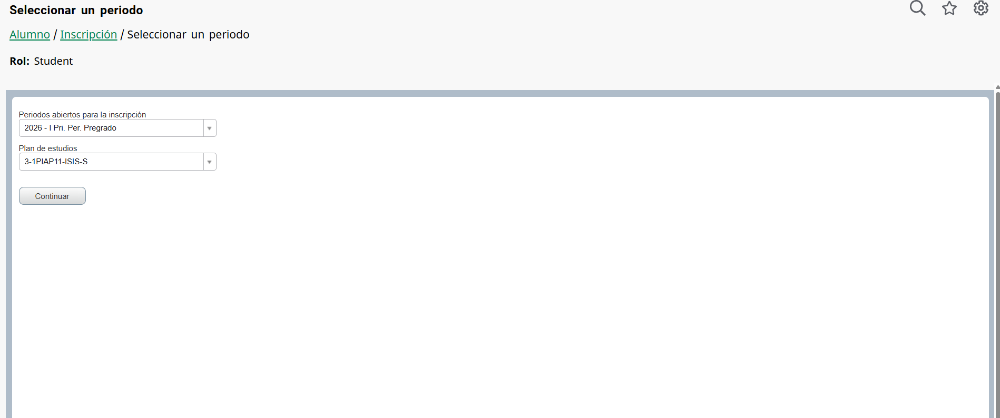 Seleccionar un periodo
Alumno / Inscripción / Seleccionar un periodo
Rol: Student
Periodos abiertos para la inscripción
2026 - I Pri. Per. Pregrado
Plan de estudios
3-1PIAP11-ISIS-S
Continuar